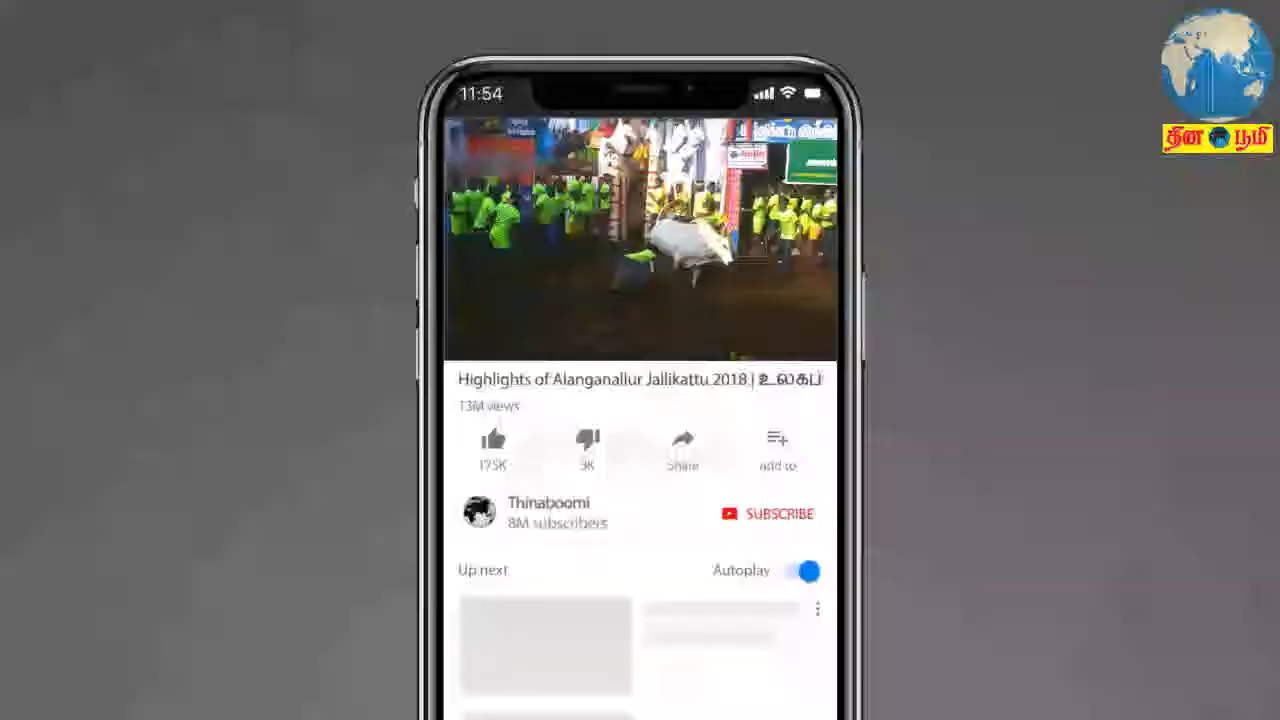 11:54
தின பூமி
Highlights of Alanganallur Jallikattu 2018 | உலகப
13M views
175K
3K
Share
add to
Thinaboomi
8M subscribers
SUBSCRIBE
Up next
Autoplay